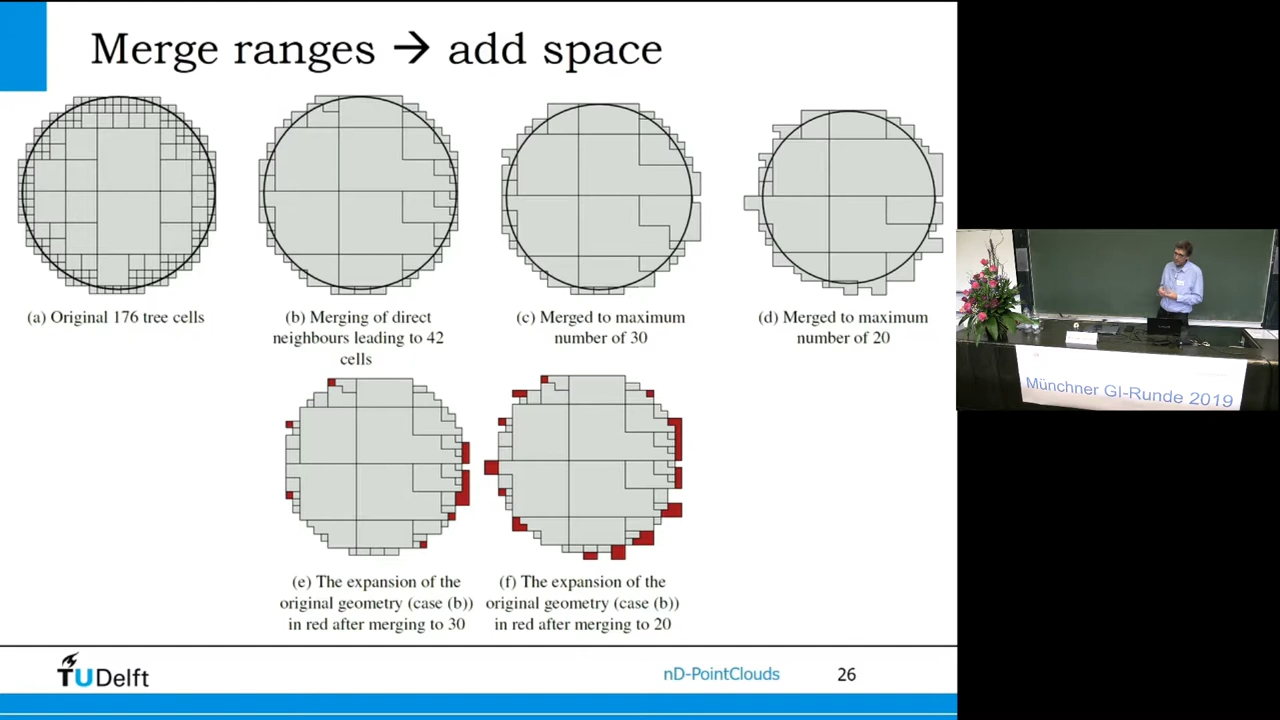 Merge ranges → add space
(a) Original 176 tree cells
(b) Merging of direct
neighbours leading to 42
cells
(c) Merged to maximum
number of 30
(d) Merged to maximum
number of 20
(e) The expansion of the
original geometry (case (b))
in red after merging to 30
(f) The expansion of the
original geometry (case (b))
in red after merging to 20
TUDelft
nD-PointClouds
26
Münchner GI-Runde 2019